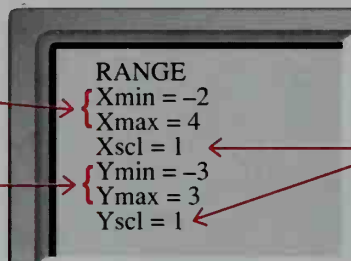 RANGE
Xmin = –2
Xmax = 4
Xscl = 1
Ymin = –3
Ymax = 3
Yscl = 1